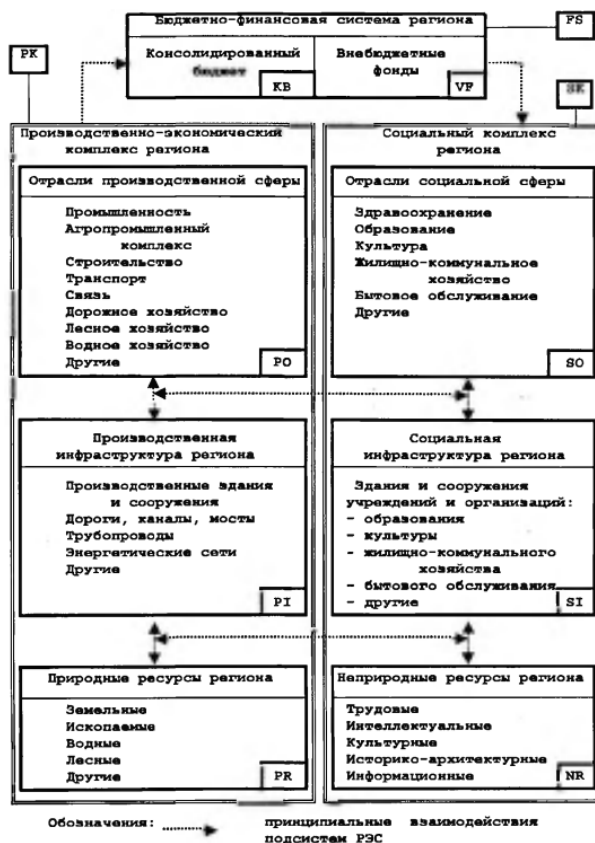 Бюджетно-финансовая система региона
FS
PK
Консолидированный
бюджет
KB
Внебюджетные
фонды
VF
SK
Производственно-экономический
комплекс региона
Отрасли производственной сферы
Промышленность
Агропромышленный
комплекс
Строительство
Транспорт
Связь
Дорожное хозяйство
Лесное хозяйство
Водное хозяйство
Другие
PO
Производственная
инфраструктура региона
Производственные здания
и сооружения
Дороги, каналы, мосты
Трубопроводы
Энергетические сети
Другие
PI
Природные ресурсы региона
Земельные
Ископаемые
Водные
Лесные
Другие
PR
Социальный комплекс
региона
Отрасли социальной сферы
Здравоохранение
Образование
Культура
Жилищно-коммунальное
хозяйство
Бытовое обслуживание
Другие
SO
Социальная
инфраструктура региона
Здания и сооружения
учреждений и организаций:
- образования
- культуры
- жилищно-коммунального
хозяйства
- бытового обслуживания
- другие
SI
Неприродные ресурсы региона
Трудовые
Интеллектуальные
Культурные
Историко-архитектурные
Информационные
NR
Обозначения: принципиальные взаимодействия
подсистем РЭС